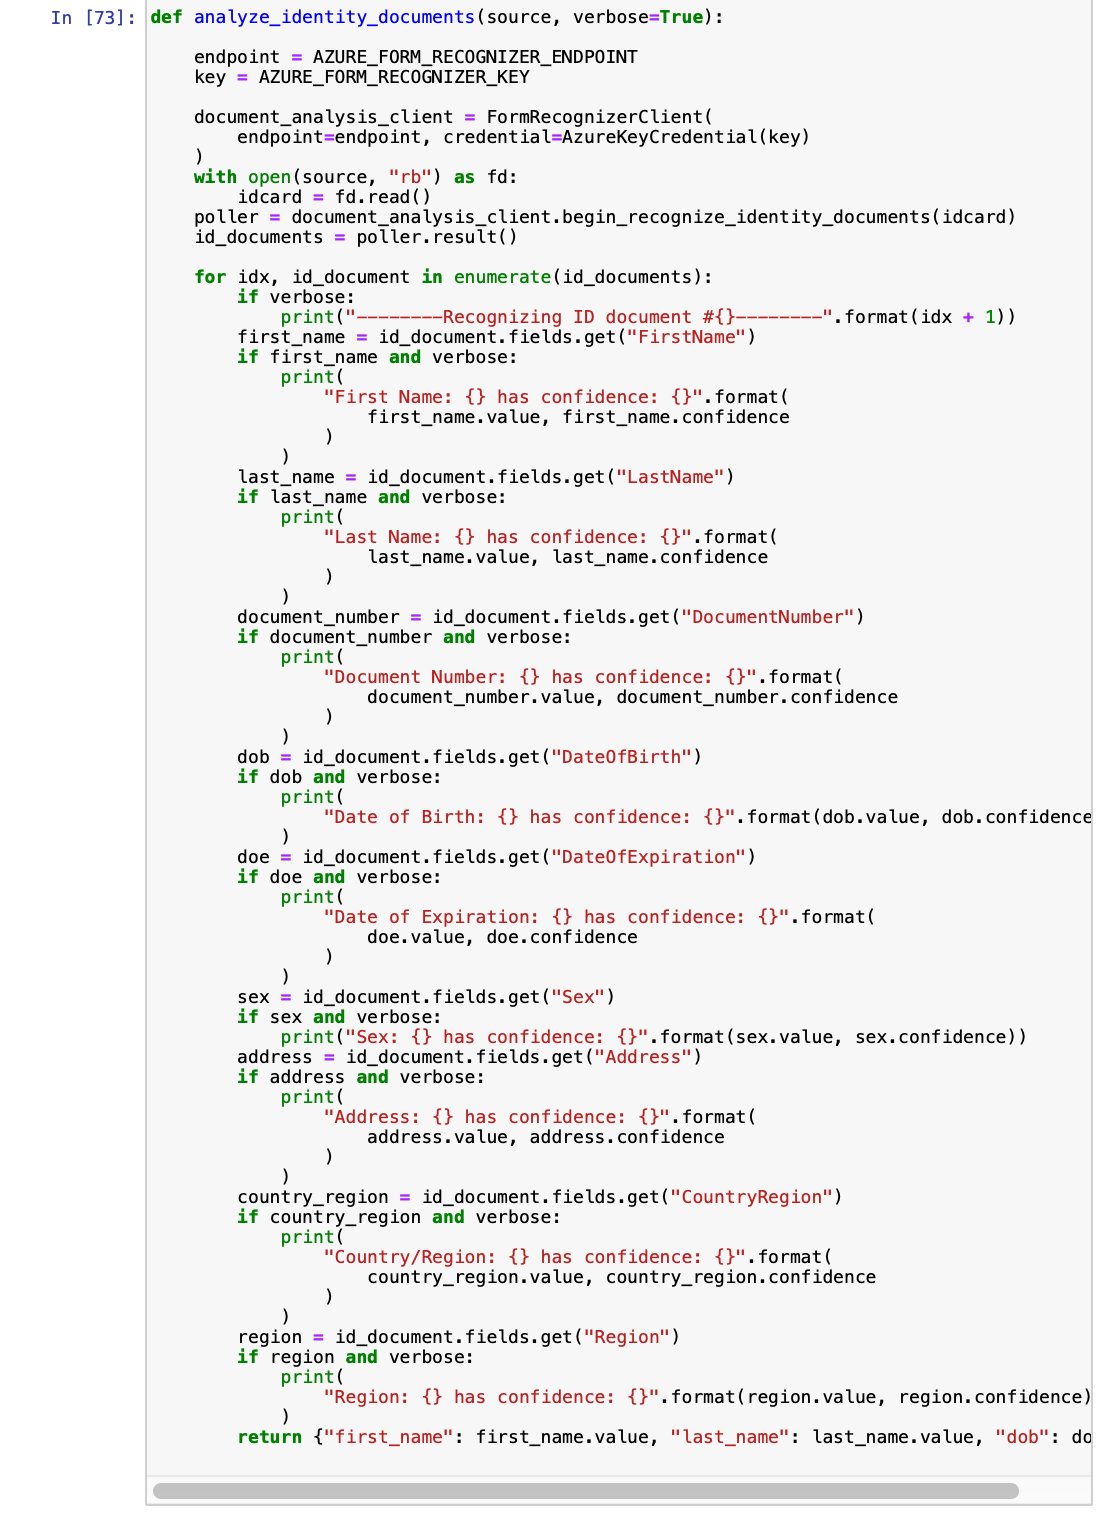 In [73]: def analyze_identity_documents(source, verbose=True):

    endpoint = AZURE_FORM_RECOGNIZER_ENDPOINT
    key = AZURE_FORM_RECOGNIZER_KEY

    document_analysis_client = FormRecognizerClient(
        endpoint=endpoint, credential=AzureKeyCredential(key)
    )
    with open(source, "rb") as fd:
        idcard = fd.read()
    poller = document_analysis_client.begin_recognize_identity_documents(idcard)
    id_documents = poller.result()

    for idx, id_document in enumerate(id_documents):
        if verbose:
            print("--------Recognizing ID document #{}--------".format(idx + 1))
        first_name = id_document.fields.get("FirstName")
        if first_name and verbose:
            print(
                "First Name: {} has confidence: {}".format(
                    first_name.value, first_name.confidence
                )
            )
        last_name = id_document.fields.get("LastName")
        if last_name and verbose:
            print(
                "Last Name: {} has confidence: {}".format(
                    last_name.value, last_name.confidence
                )
            )
        document_number = id_document.fields.get("DocumentNumber")
        if document_number and verbose:
            print(
                "Document Number: {} has confidence: {}".format(
                    document_number.value, document_number.confidence
                )
            )
        dob = id_document.fields.get("DateOfBirth")
        if dob and verbose:
            print(
                "Date of Birth: {} has confidence: {}".format(dob.value, dob.confidence
            )
        doe = id_document.fields.get("DateOfExpiration")
        if doe and verbose:
            print(
                "Date of Expiration: {} has confidence: {}".format(
                    doe.value, doe.confidence
                )
            )
        sex = id_document.fields.get("Sex")
        if sex and verbose:
            print("Sex: {} has confidence: {}".format(sex.value, sex.confidence))
        address = id_document.fields.get("Address")
        if address and verbose:
            print(
                "Address: {} has confidence: {}".format(
                    address.value, address.confidence
                )
            )
        country_region = id_document.fields.get("CountryRegion")
        if country_region and verbose:
            print(
                "Country/Region: {} has confidence: {}".format(
                    country_region.value, country_region.confidence
                )
            )
        region = id_document.fields.get("Region")
        if region and verbose:
            print(
                "Region: {} has confidence: {}".format(region.value, region.confidence)
            )
        return {"first_name": first_name.value, "last_name": last_name.value, "dob": do